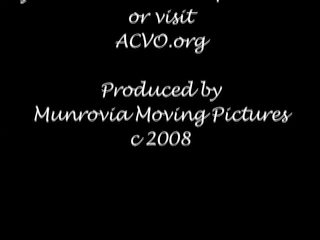 or visit
ACVO.org
Produced by
Munrovia Moving Pictures
c 2008